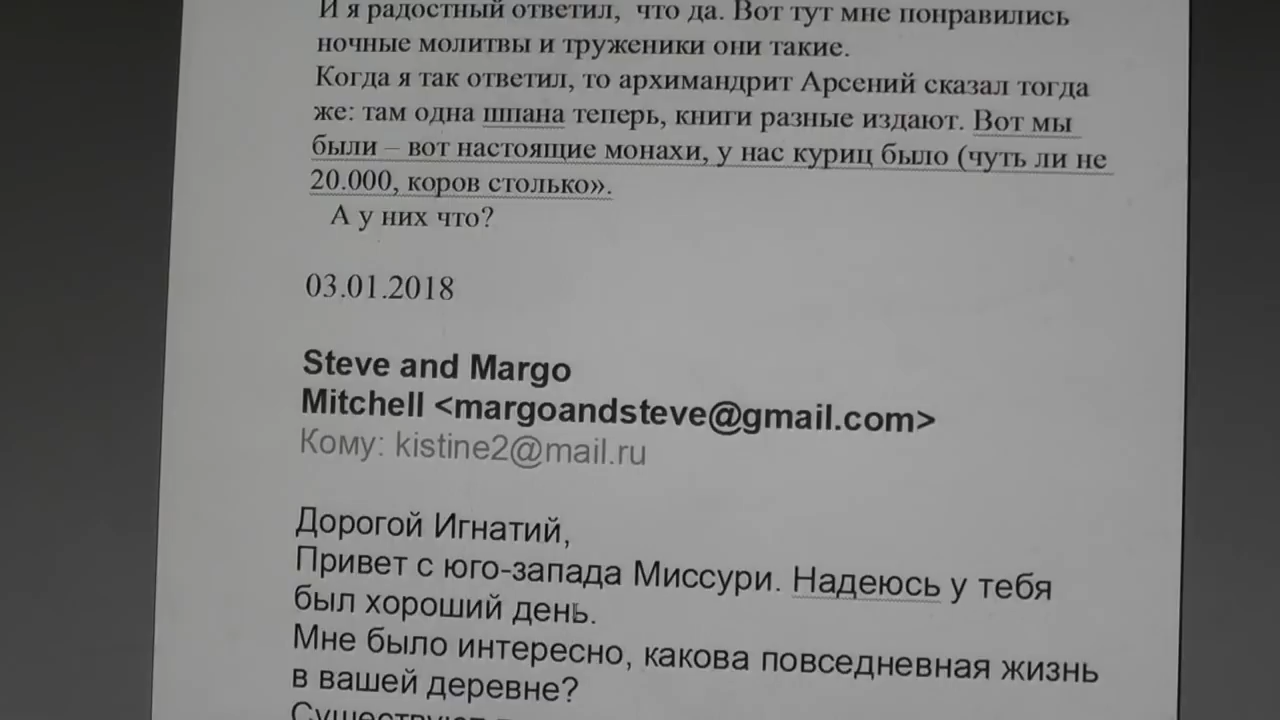 И я радостный ответил, что да. Вот тут мне понравились
ночные молитвы и труженики они такие.
Когда я так ответил, то архимандрит Арсений сказал тогда
же: там одна шпана теперь, книги разные издают. Вот мы
были – вот настоящие монахи, у нас куриц было (чуть ли не
20.000, коров столько».
А у них что?
03.01.2018
Steve and Margo
Mitchell <margoandsteve@gmail.com>
Кому: kistine2@mail.ru
Дорогой Игнатий,
Привет с юго-запада Миссури. Надеюсь у тебя
был хороший день.
Мне было интересно, какова повседневная жизнь
в вашей деревне?